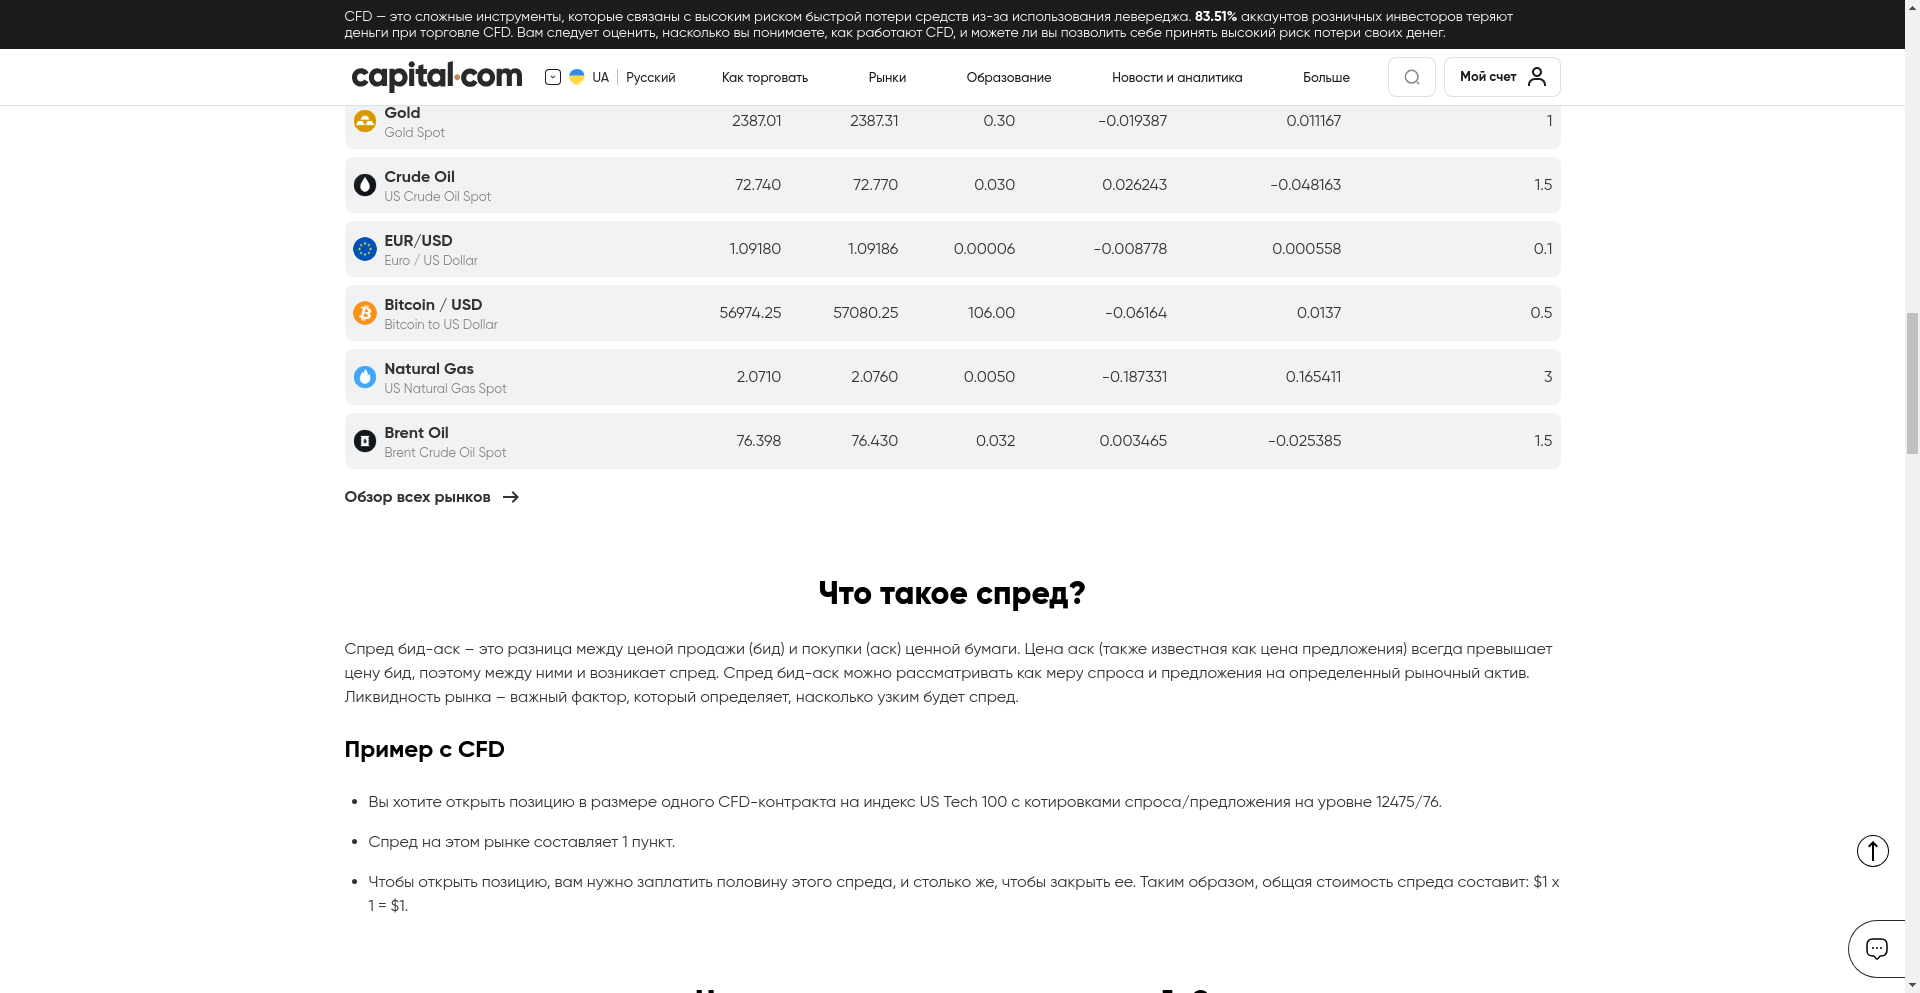 CFD — это сложные инструменты, которые связаны с высоким риском быстрой потери средств из-за использования левереджа. 83.51% аккаунтов розничных инвесторов теряют
деньги при торговле CFD. Вам следует оценить, насколько вы понимаете, как работают CFD, и можете ли вы позволить себе принять высокий риск потери своих денег.
capital.com UA Русский Как торговать Рынки Образование Новости и аналитика Больше Мой счет
Gold
Gold Spot
2387.01 2387.31 0.30 -0.019387 0.011167 1
Crude Oil
US Crude Oil Spot
72.740 72.770 0.030 0.026243 -0.048163 1.5
EUR/USD
Euro / US Dollar
1.09180 1.09186 0.00006 -0.008778 0.000558 0.1
Bitcoin / USD
Bitcoin to US Dollar
56974.25 57080.25 106.00 -0.06164 0.0137 0.5
Natural Gas
US Natural Gas Spot
2.0710 2.0760 0.0050 -0.187331 0.165411 3
Brent Oil
Brent Crude Oil Spot
76.398 76.430 0.032 0.003465 -0.025385 1.5
Обзор всех рынков
Что такое спред?
Спред бид-аск – это разница между ценой продажи (бид) и покупки (аск) ценной бумаги. Цена аск (также известная как цена предложения) всегда превышает
цену бид, поэтому между ними и возникает спред. Спред бид-аск можно рассматривать как меру спроса и предложения на определенный рыночный актив.
Ликвидность рынка – важный фактор, который определяет, насколько узким будет спред.
Пример с CFD
• Вы хотите открыть позицию в размере одного CFD-контракта на индекс US Tech 100 с котировками спроса/предложения на уровне 12475/76.
• Спред на этом рынке составляет 1 пункт.
• Чтобы открыть позицию, вам нужно заплатить половину этого спреда, и столько же, чтобы закрыть ее. Таким образом, общая стоимость спреда составит: $1 x
1 = $1.